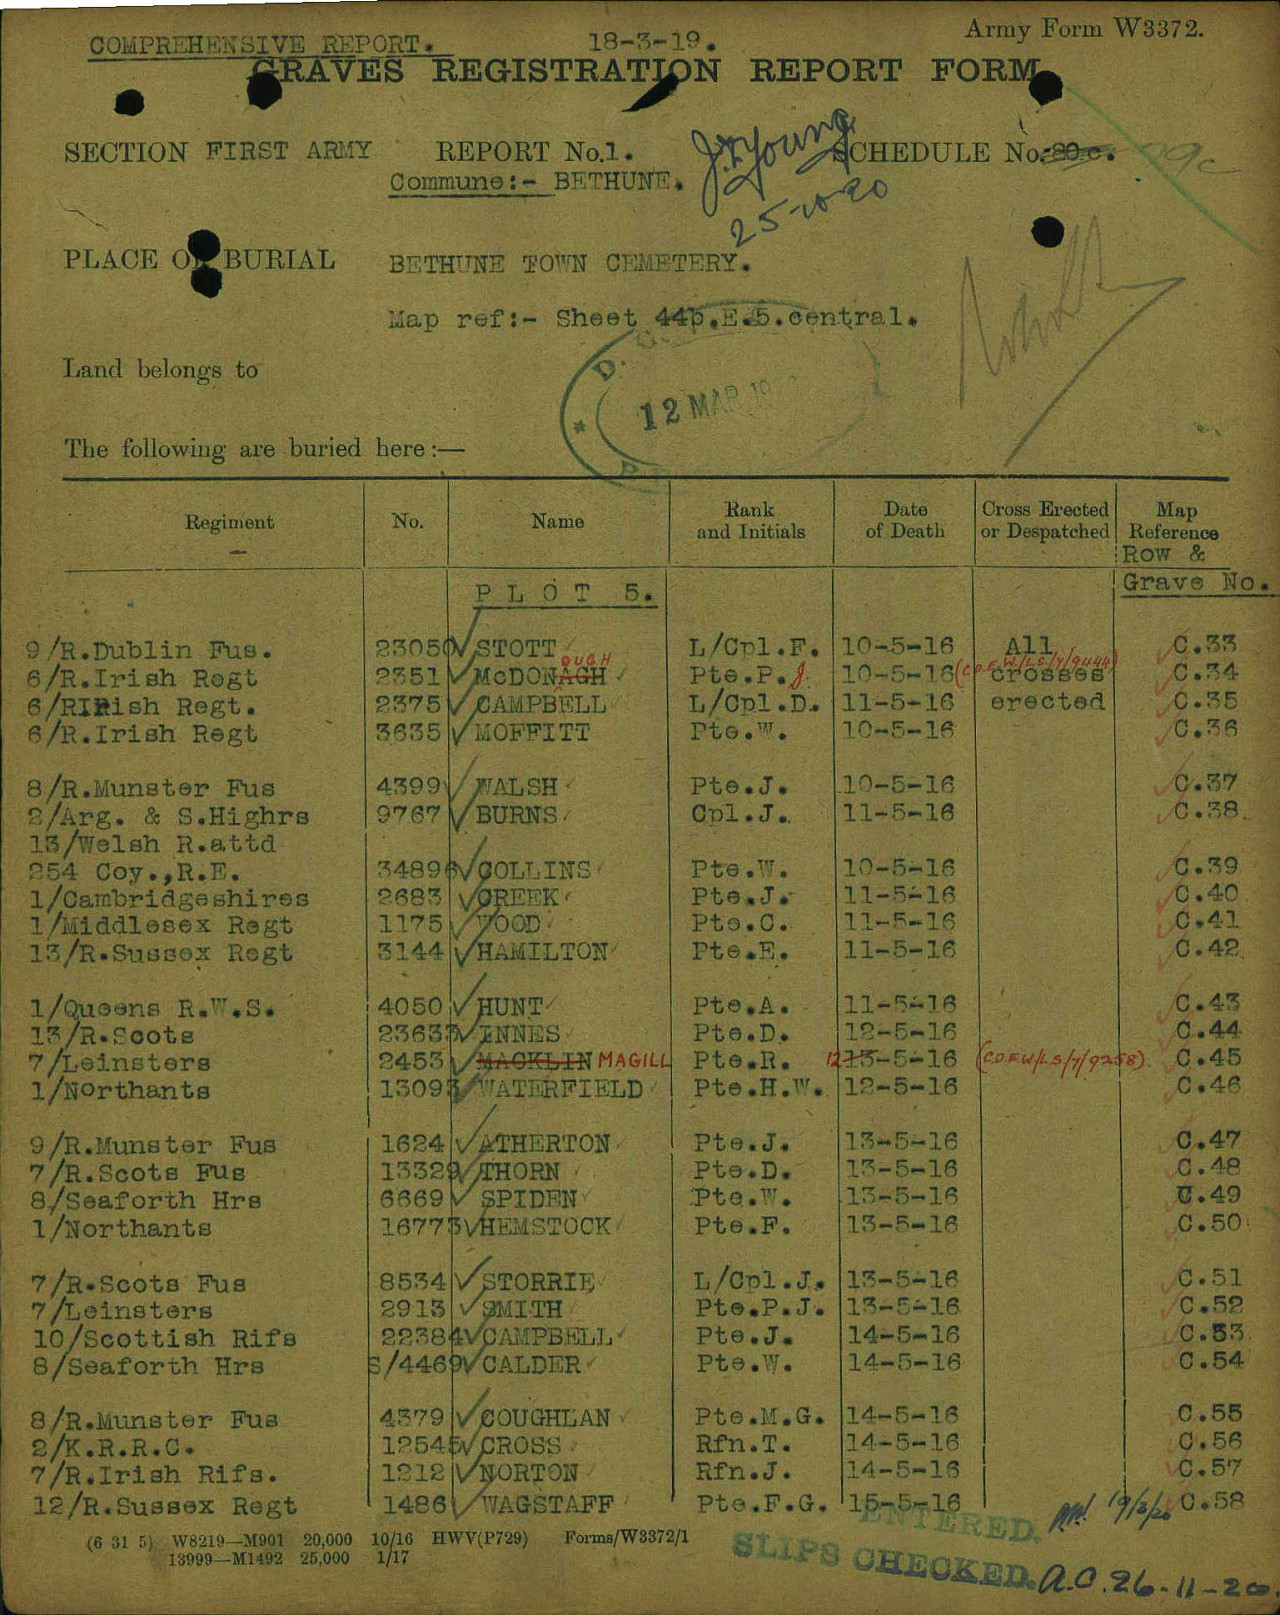 COMPREHENSIVE REPORT. 18-3-19. Army Form W3372.
GRAVES REGISTRATION REPORT FORM
SECTION FIRST ARMY REPORT No.1. J.F. Young SCHEDULE No. 80.c. 79c
Commune:- BETHUNE.
25-10-20
PLACE OF BURIAL BETHUNE TOWN CEMETERY.
Map ref:- Sheet 44b.E.5.central.
Land belongs to
12 MAR 19
The following are buried here:—
Regiment No. Name Rank and Initials Date of Death Cross Erected or Despatched Map Reference
Row & Grave No.
PLOT 5.
9/R.Dublin Fus. 23050 STOTT L/Cpl.F. 10-5-16 All C.33
6/R.Irish Regt 2351 McDONAGH OUGH Pte.P. J. 10-5-16 (C.O.E.W/LS/7/9444) crosses C.34
6/RIRish Regt. 2375 CAMPBELL L/Cpl.D. 11-5-16 erected C.35
6/R.Irish Regt 3635 MOFFITT Pte.W. 10-5-16 C.36
8/R.Munster Fus 4399 WALSH Pte.J. 10-5-16 C.37
2/Arg. & S.Highrs 9767 BURNS Cpl.J. 11-5-16 C.38
13/Welsh R.attd
254 Coy.,R.E. 34896 COLLINS Pte.W. 10-5-16 C.39
1/Cambridgeshires 2683 CREEK Pte.J. 11-5-16 C.40
1/Middlesex Regt 1175 WOOD Pte.C. 11-5-16 C.41
13/R.Sussex Regt 3144 HAMILTON Pte.E. 11-5-16 C.42
1/Queens R.W.S. 4050 HUNT Pte.A. 11-5-16 C.43
13/R.Scots 23633 INNES Pte.D. 12-5-16 C.44
7/Leinsters 2453 MACKLIN MAGILL Pte.R. 12 13-5-16 (C.O.E.W/LS/7/9258) C.45
1/Northants 13093 WATERFIELD Pte.H.W. 12-5-16 C.46
9/R.Munster Fus 1624 ATHERTON Pte.J. 13-5-16 C.47
7/R.Scots Fus 13329 THORN Pte.D. 13-5-16 C.48
8/Seaforth Hrs 6669 SPIDEN Pte.W. 13-5-16 C.49
1/Northants 16773 HEMSTOCK Pte.F. 13-5-16 C.50
7/R.Scots Fus 8534 STORRIE L/Cpl.J. 13-5-16 C.51
7/Leinsters 2913 SMITH Pte.P.J. 13-5-16 C.52
10/Scottish Rifs 22384 CAMPBELL Pte.J. 14-5-16 C.53
8/Seaforth Hrs S/4469 CALDER Pte.W. 14-5-16 C.54
8/R.Munster Fus 4379 COUGHLAN Pte.M.G. 14-5-16 C.55
2/K.R.R.C. 12545 CROSS Rfn.T. 14-5-16 C.56
7/R.Irish Rifs. 1212 NORTON Rfn.J. 14-5-16 C.57
12/R.Sussex Regt 1486 WAGSTAFF Pte.F.G. 15-5-16 C.58
19/3/20
(6 31 5) W8219—M901 20,000 10/16 HWV(P729) Forms/W3372/1 ENTERED.
13999—M1492 25,000 1/17 SLIPS CHECKED. A.C. 26-11-20.